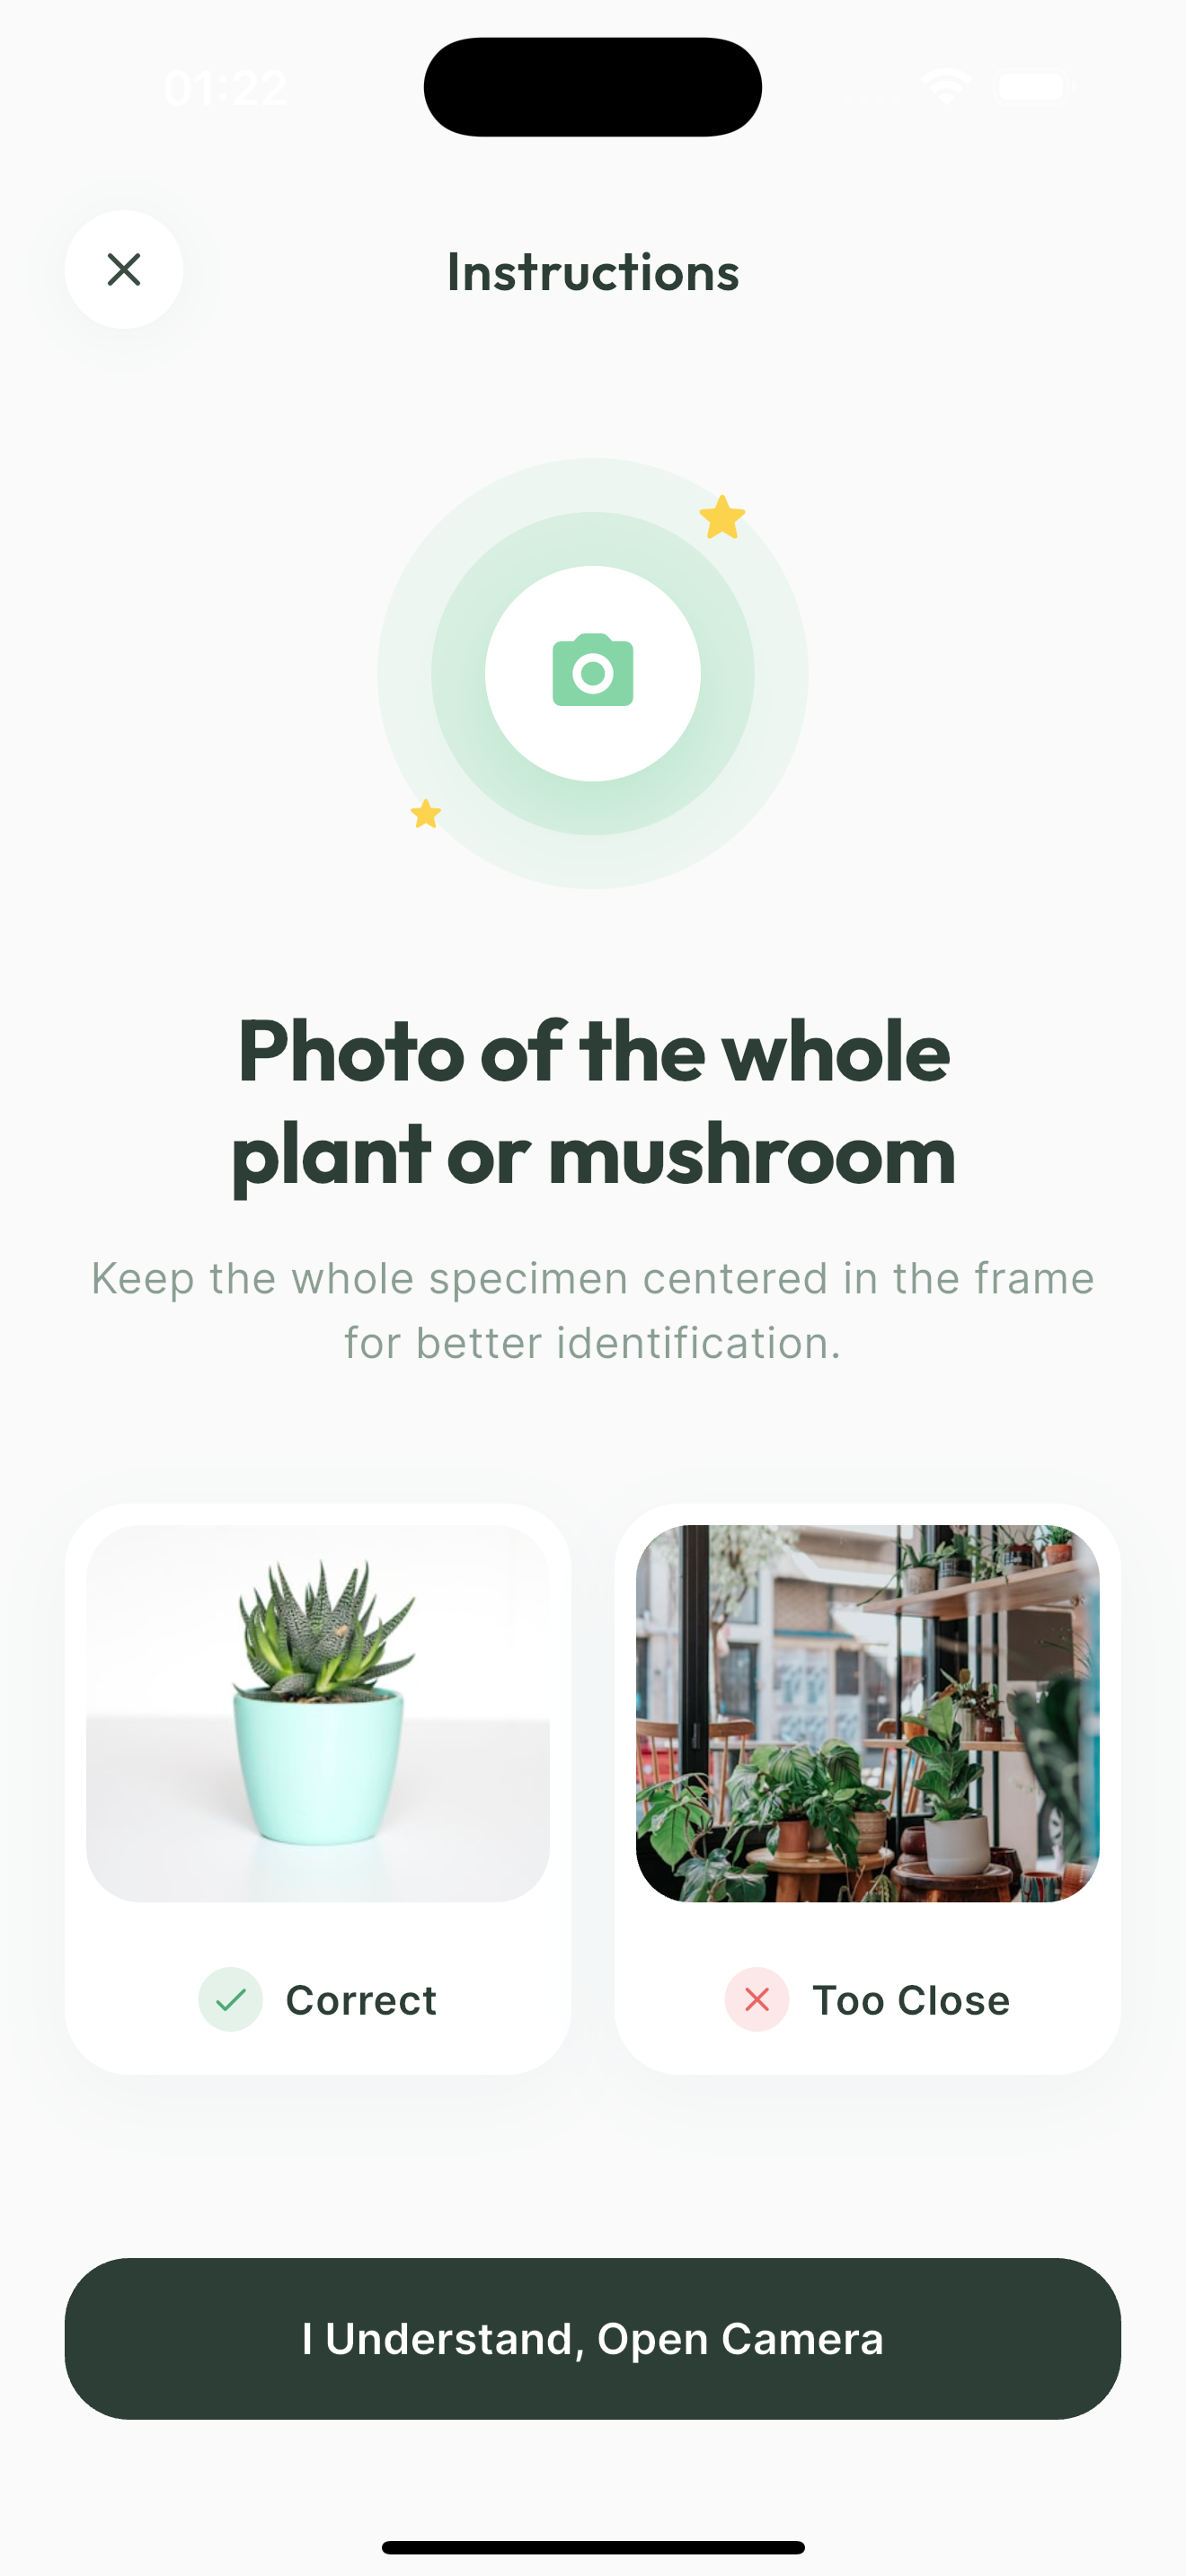 01:22
Instructions
Photo of the whole
plant or mushroom
Keep the whole specimen centered in the frame
for better identification.
Correct
Too Close
I Understand, Open Camera